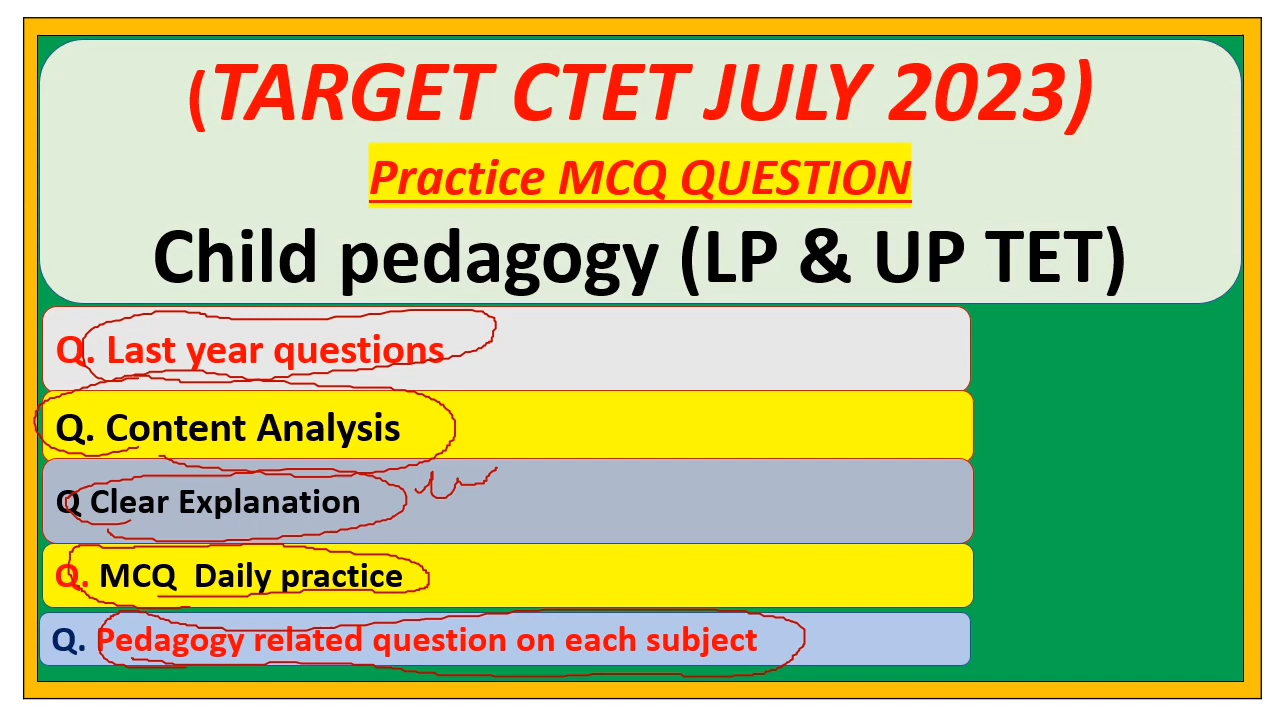 (TARGET CTET JULY 2023)
Practice MCQ QUESTION
Child pedagogy (LP & UP TET)
Q. Last year questions
Q. Content Analysis
Q Clear Explanation
Q. MCQ Daily practice
Q. Pedagogy related question on each subject